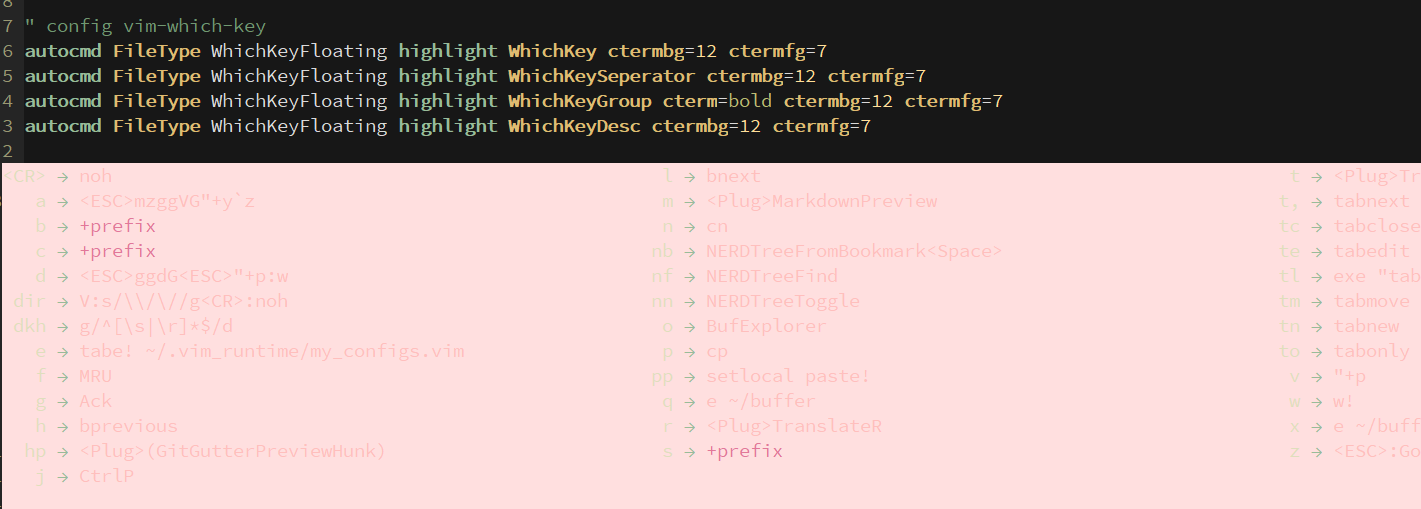 8
7 " config vim-which-key
6 autocmd FileType WhichKeyFloating highlight WhichKey ctermbg=12 ctermfg=7
5 autocmd FileType WhichKeyFloating highlight WhichKeySeperator ctermbg=12 ctermfg=7
4 autocmd FileType WhichKeyFloating highlight WhichKeyGroup cterm=bold ctermbg=12 ctermfg=7
3 autocmd FileType WhichKeyFloating highlight WhichKeyDesc ctermbg=12 ctermfg=7
2
<CR> → noh l → bnext t → <Plug>Tr
a → <ESC>mzggVG"+y`z m → <Plug>MarkdownPreview t, → tabnext
b → +prefix n → cn tc → tabclose
c → +prefix nb → NERDTreeFromBookmark<Space> te → tabedit
d → <ESC>ggdG<ESC>"+p:w nf → NERDTreeFind tl → exe "tab
dir → V:s/\\/\//g<CR>:noh nn → NERDTreeToggle tm → tabmove
dkh → g/^[\s|\r]*$/d o → BufExplorer tn → tabnew
e → tabe! ~/.vim_runtime/my_configs.vim p → cp to → tabonly
f → MRU pp → setlocal paste! v → "+p
g → Ack q → e ~/buffer w → w!
h → bprevious r → <Plug>TranslateR x → e ~/buff
hp → <Plug>(GitGutterPreviewHunk) s → +prefix z → <ESC>:Go
j → CtrlP